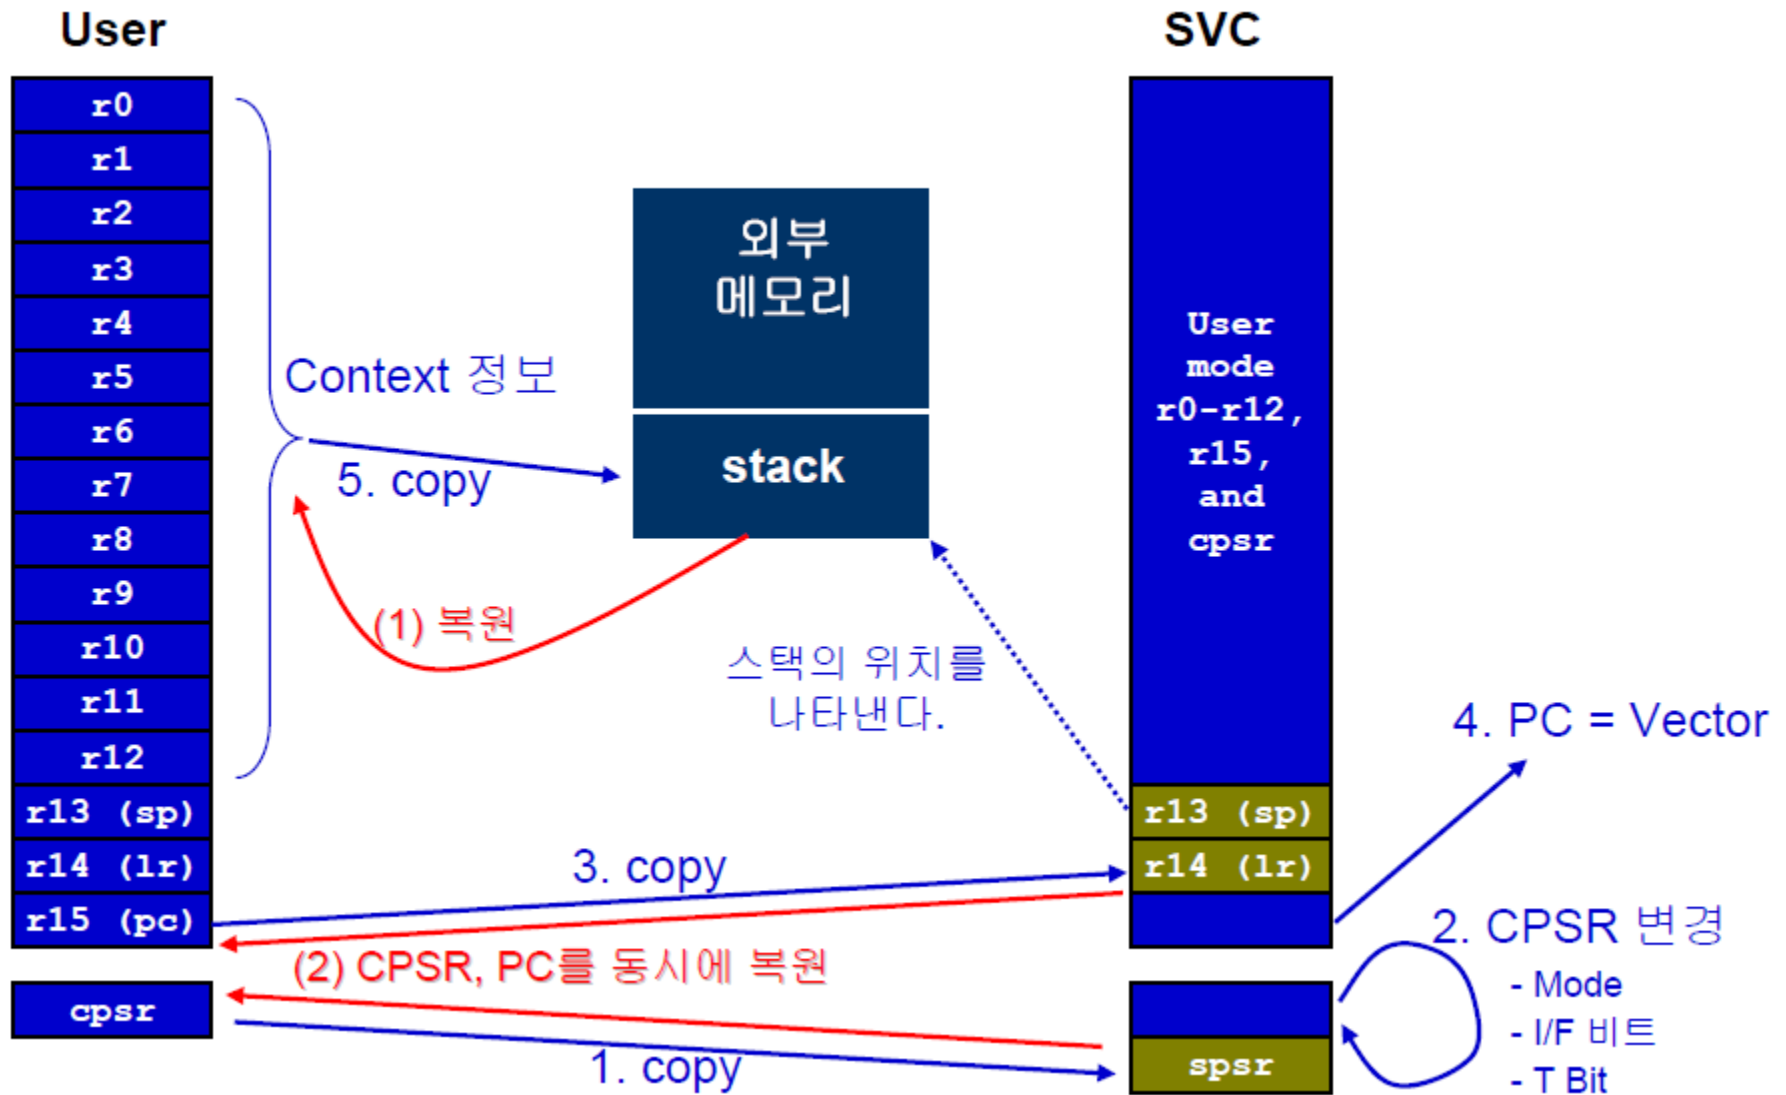 User
SVC
r0
r1
r2
r3
r4
r5
r6
r7
r8
r9
r10
r11
r12
r13 (sp)
r14 (lr)
r15 (pc)
cpsr
Context 정보
5. copy
(1) 복원
외부
메모리
stack
스택의 위치를
나타낸다.
3. copy
(2) CPSR, PC를 동시에 복원
1. copy
User
mode
r0-r12,
r15,
and
cpsr
r13 (sp)
r14 (lr)
spsr
4. PC = Vector
2. CPSR 변경
- Mode
- I/F 비트
- T Bit